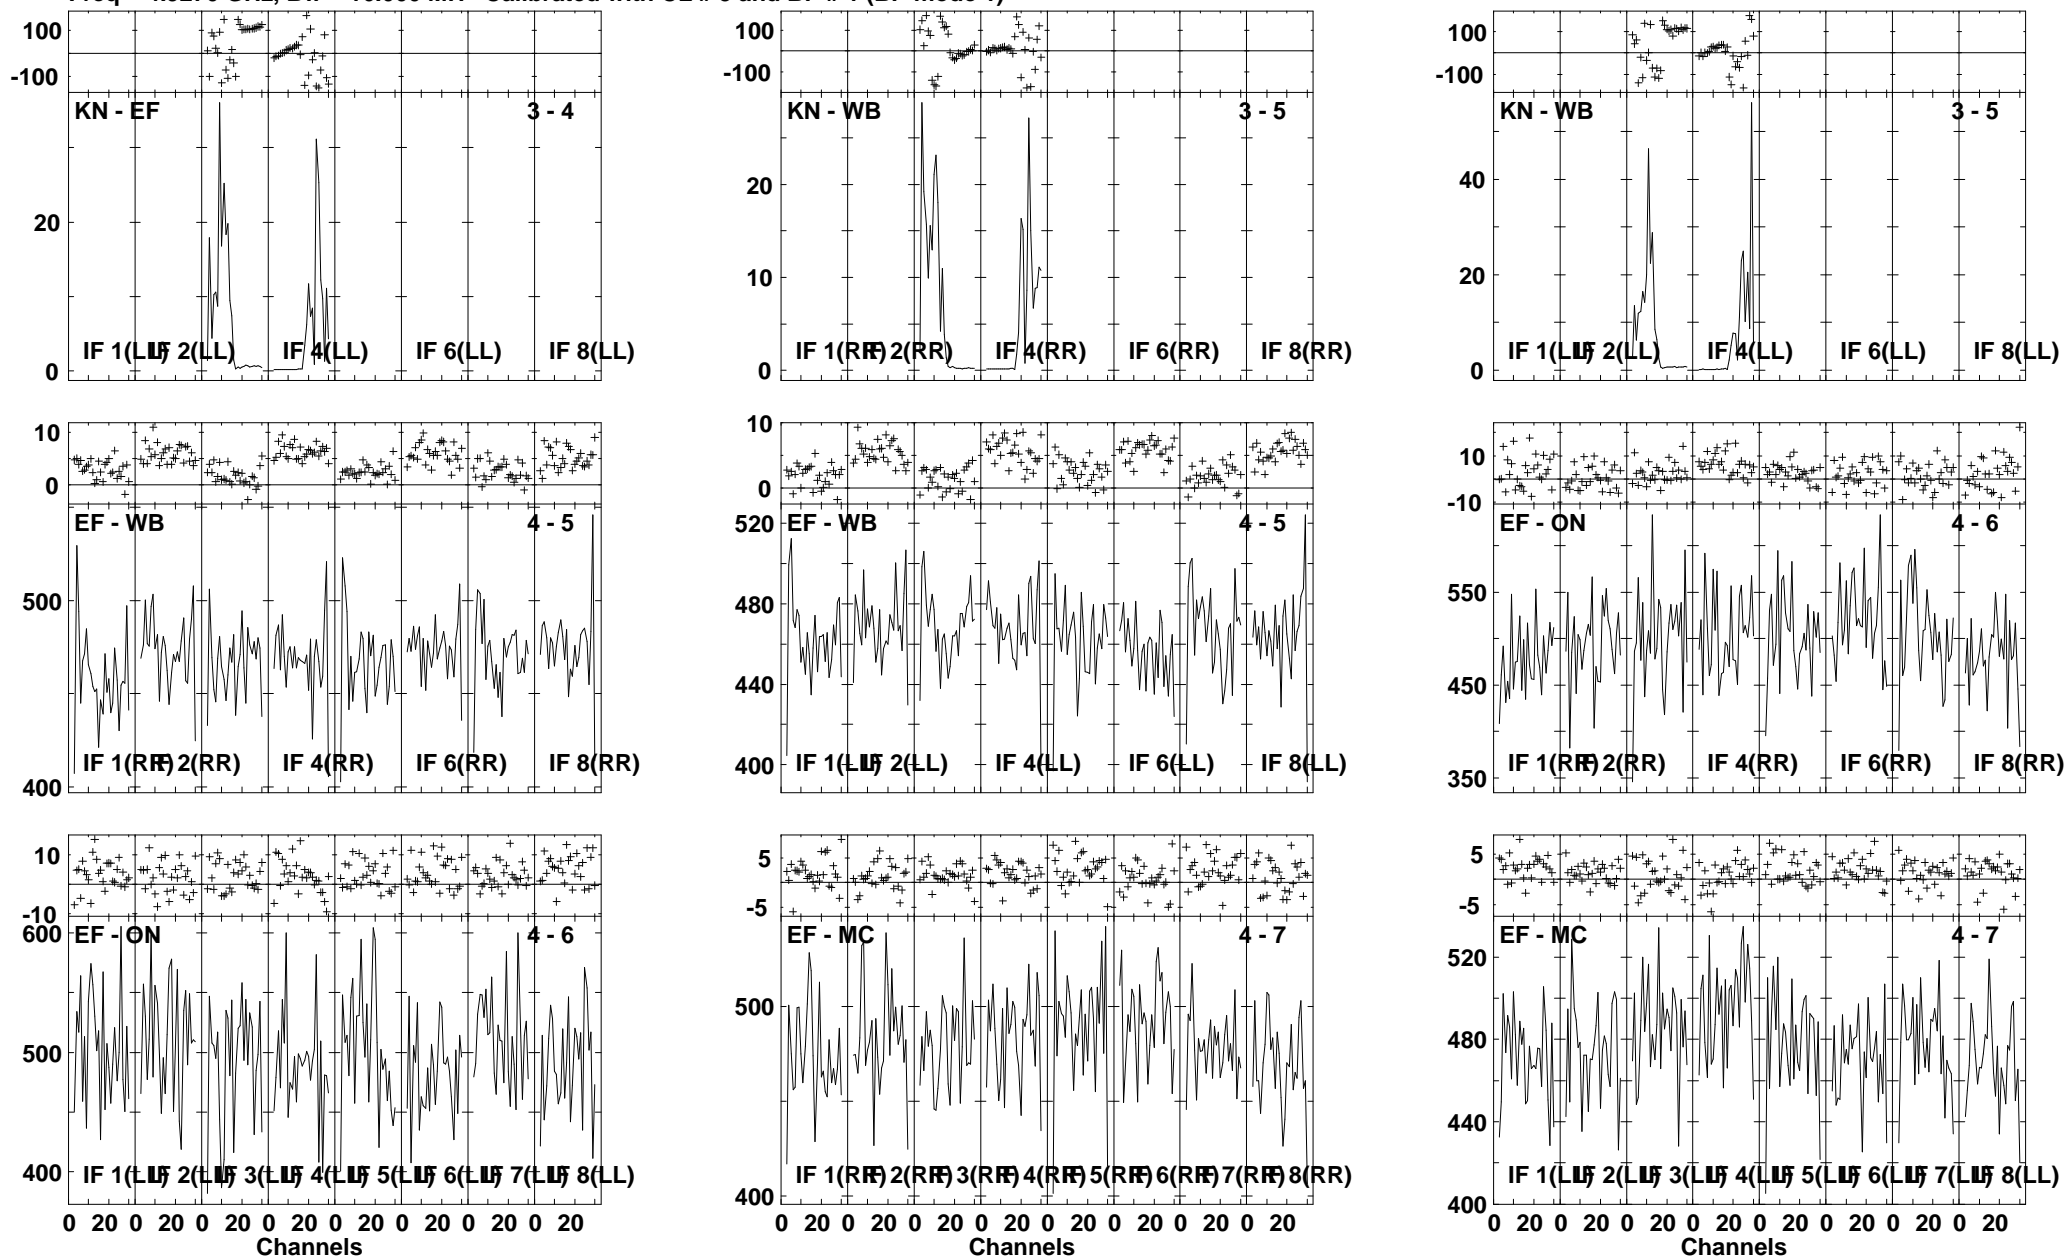 100
-100
KN - EF 3 - 4
20
0
IF 1(LL) IF 2(LL) IF 4(LL) IF 6(LL) IF 8(LL)
100
-100
KN - WB 3 - 5
20
10
0
IF 1(RR) IF 2(RR) IF 4(RR) IF 6(RR) IF 8(RR)
100
-100
KN - WB 3 - 5
40
20
0
IF 1(LL) IF 2(LL) IF 4(LL) IF 6(LL) IF 8(LL)
10
0
EF - WB 4 - 5
500
400
IF 1(RR) IF 2(RR) IF 4(RR) IF 6(RR) IF 8(RR)
10
0
EF - WB 4 - 5
520
480
440
400
IF 1(LL) IF 2(LL) IF 4(LL) IF 6(LL) IF 8(LL)
10
-10
EF - ON 4 - 6
550
450
350
IF 1(RR) IF 2(RR) IF 4(RR) IF 6(RR) IF 8(RR)
10
-10
600
EF - ON 4 - 6
500
400
IF 1(LL) IF 2(LL) IF 3(LL) IF 4(LL) IF 5(LL) IF 6(LL) IF 7(LL) IF 8(LL)
0 20 0 20 0 20 0 20 0 20 0 20 0 20 0 20
Channels
5
-5
EF - MC 4 - 7
500
400
IF 1(RR) IF 2(RR) IF 3(RR) IF 4(RR) IF 5(RR) IF 6(RR) IF 7(RR) IF 8(RR)
0 20 0 20 0 20 0 20 0 20 0 20 0 20 0 20
Channels
5
-5
EF - MC 4 - 7
520
480
440
400
IF 1(LL) IF 2(LL) IF 3(LL) IF 4(LL) IF 5(LL) IF 6(LL) IF 7(LL) IF 8(LL)
0 20 0 20 0 20 0 20 0 20 0 20 0 20 0 20
Channels